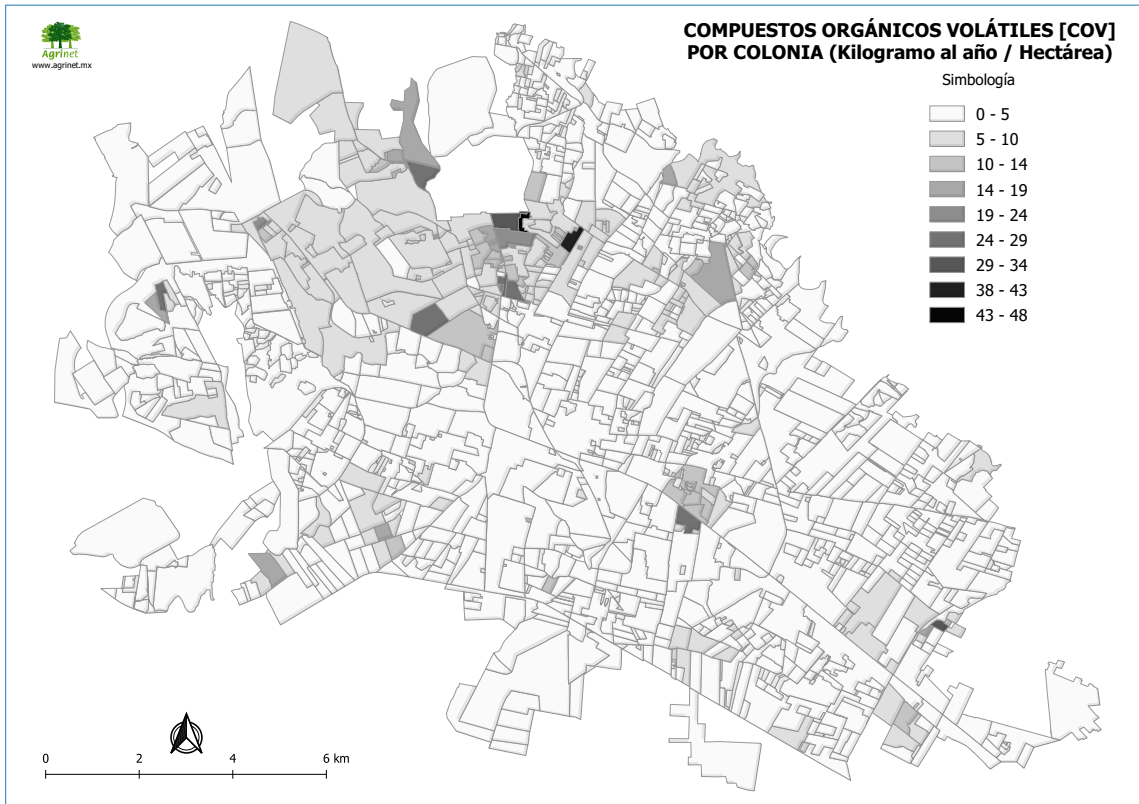 Agrinet
www.agrinet.mx
COMPUESTOS ORGÁNICOS VOLÁTILES [COV]
POR COLONIA (Kilogramo al año / Hectárea)
Simbología
0 - 5
5 - 10
10 - 14
14 - 19
19 - 24
24 - 29
29 - 34
38 - 43
43 - 48
0 2 4 6 km